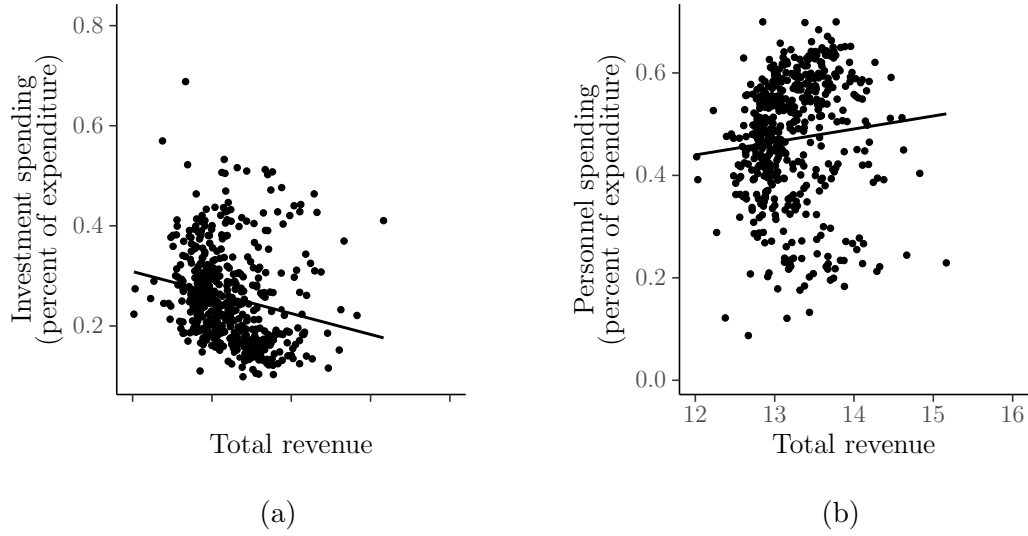 Investment spending
(percent of expenditure)
0.8
0.6
0.4
0.2
Total revenue
(a)
Personnel spending
(percent of expenditure)
0.6
0.4
0.2
0.0
12 13 14 15 16
Total revenue
(b)